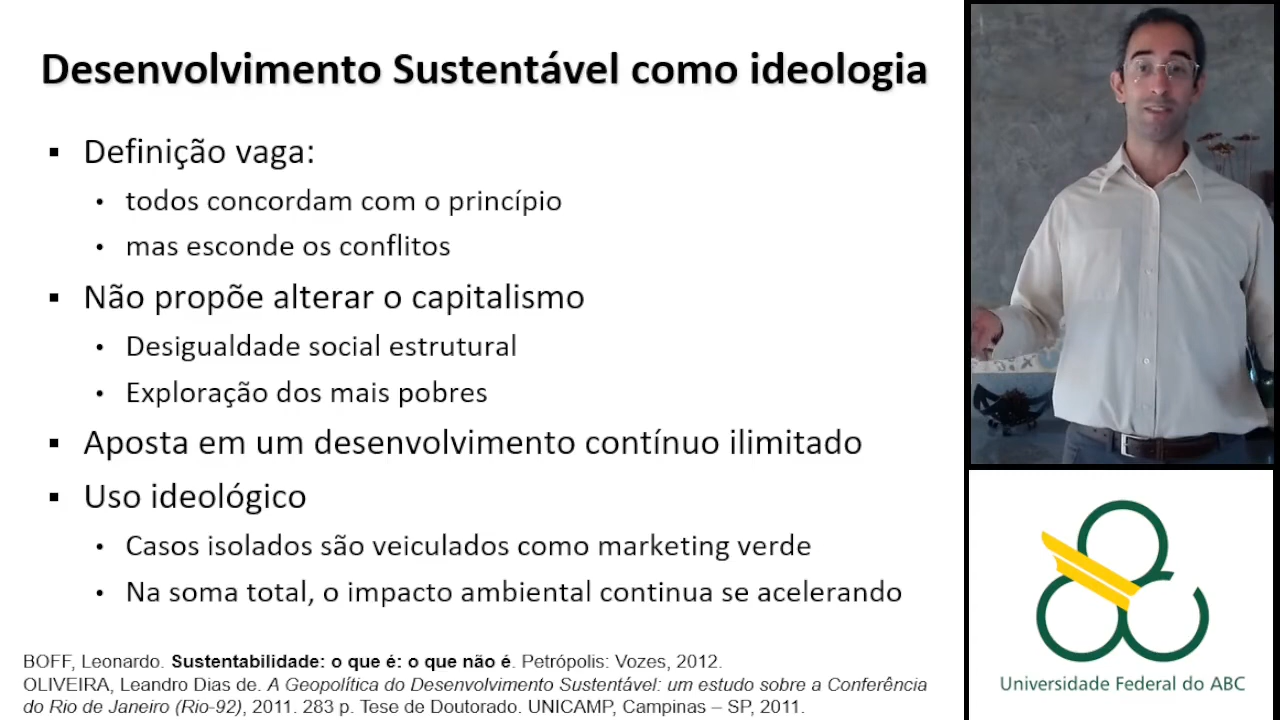 Desenvolvimento Sustentável como ideologia
▪ Definição vaga:
• todos concordam com o princípio
• mas esconde os conflitos
▪ Não propõe alterar o capitalismo
• Desigualdade social estrutural
• Exploração dos mais pobres
▪ Aposta em um desenvolvimento contínuo ilimitado
▪ Uso ideológico
• Casos isolados são veiculados como marketing verde
• Na soma total, o impacto ambiental continua se acelerando
BOFF, Leonardo. Sustentabilidade: o que é: o que não é. Petrópolis: Vozes, 2012.
OLIVEIRA, Leandro Dias de. A Geopolítica do Desenvolvimento Sustentável: um estudo sobre a Conferência
do Rio de Janeiro (Rio-92), 2011. 283 p. Tese de Doutorado. UNICAMP, Campinas – SP, 2011.
Universidade Federal do ABC